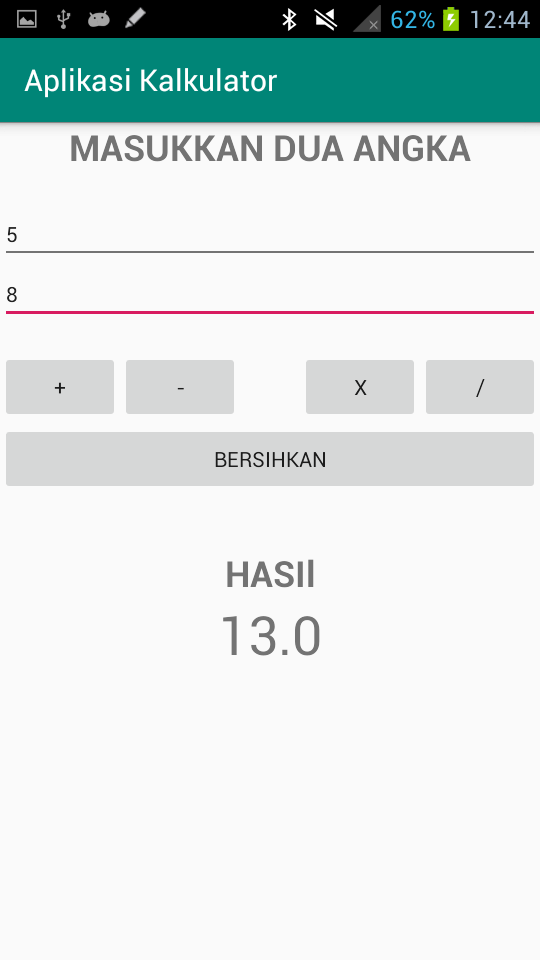 62% 12:44
Aplikasi Kalkulator
MASUKKAN DUA ANGKA
5
8
+ - X /
BERSIHKAN
HASIl
13.0